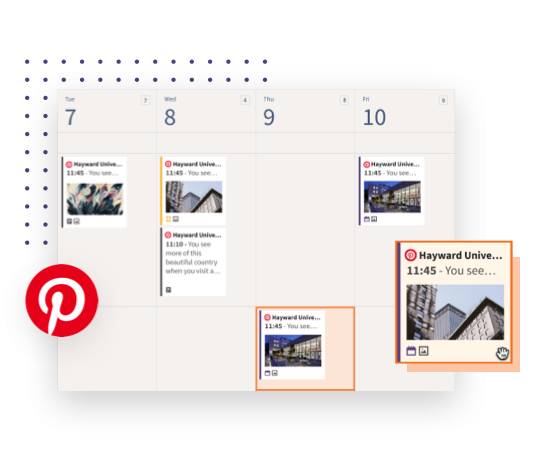 Tue 7
7
Wed 4
8
Thu 8
9
Fri 9
10
Hayward Unive...
11:45 - You see...
Hayward Unive...
11:45 - You see...
Hayward Unive...
11:10 - You see
more of this
beautiful country
when you visit a...
Hayward Unive...
11:45 - You see...
Hayward Unive...
11:45 - You see...
Hayward Unive...
11:45 - You see...